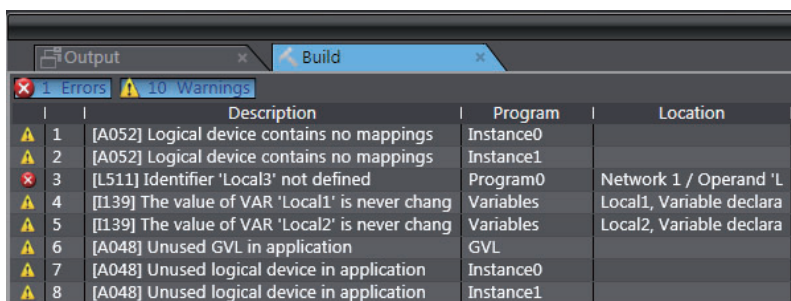 Output × Build ×
1 Errors 10 Warnings
Description Program Location
1 [A052] Logical device contains no mappings Instance0
2 [A052] Logical device contains no mappings Instance1
3 [L511] Identifier 'Local3' not defined Program0 Network 1 / Operand 'L
4 [I139] The value of VAR 'Local1' is never chang Variables Local1, Variable declara
5 [I139] The value of VAR 'Local2' is never chang Variables Local2, Variable declara
6 [A048] Unused GVL in application GVL
7 [A048] Unused logical device in application Instance0
8 [A048] Unused logical device in application Instance1